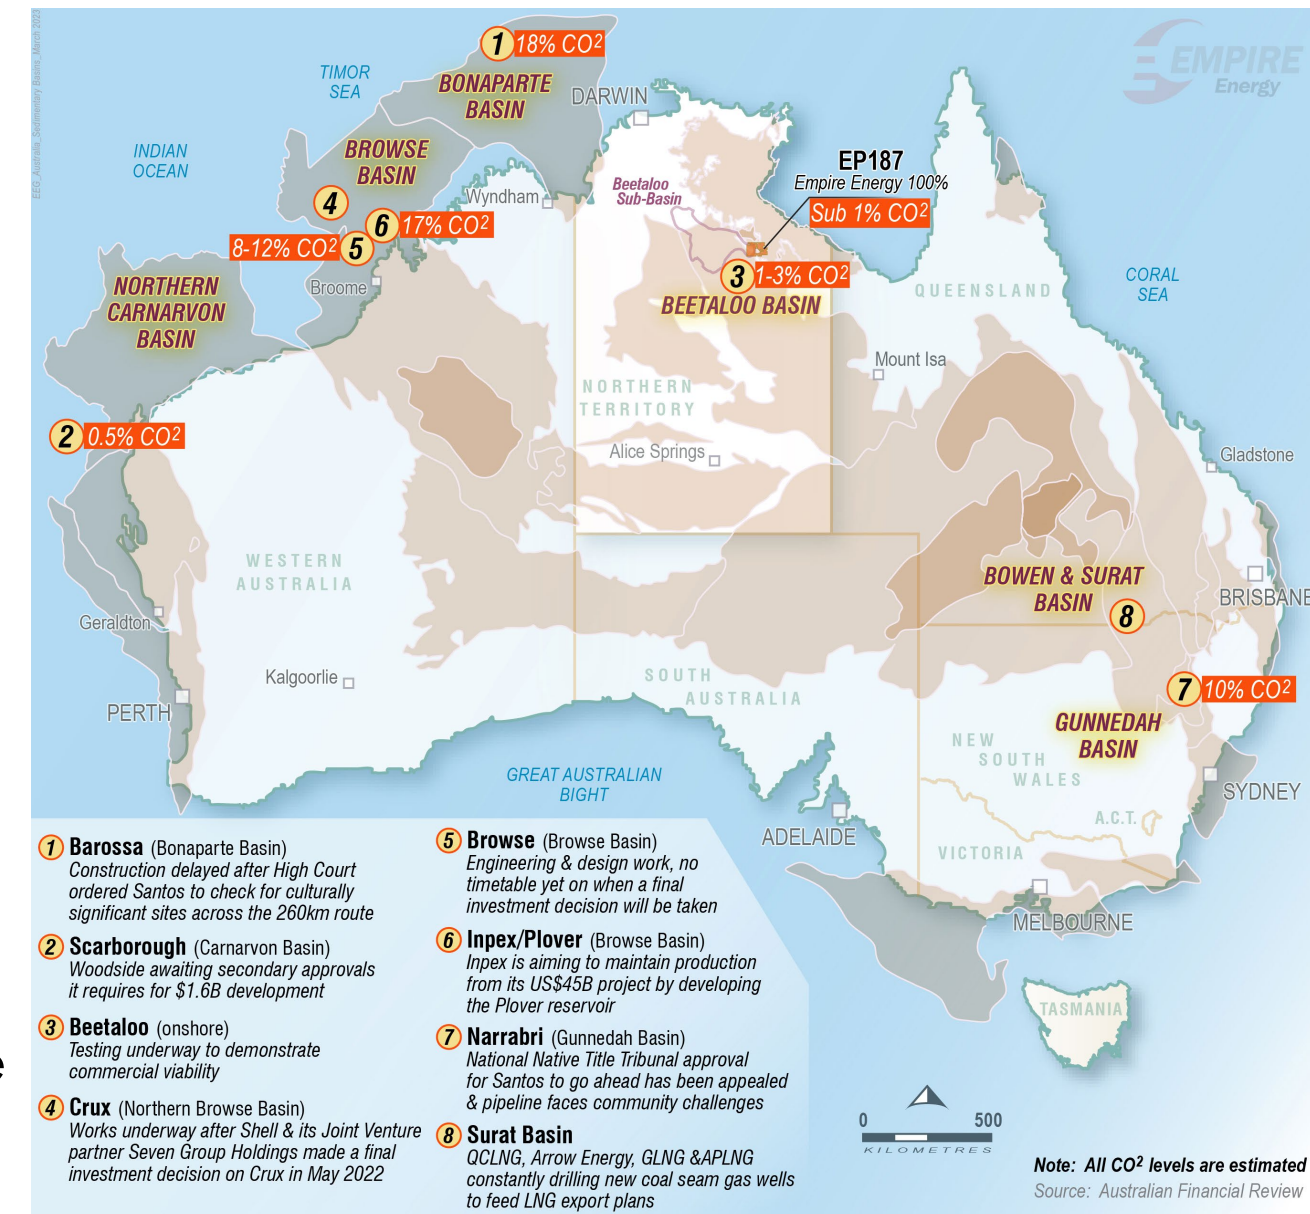 EEG_Australia_Sedimentary Basins_March 2023
EMPIRE
Energy
1 18% CO²
BONAPARTE
BASIN
TIMOR
SEA
DARWIN
INDIAN
OCEAN
BROWSE
BASIN
EP187
Empire Energy 100%
Sub 1% CO²
Beetaloo
Sub-Basin
Wyndham
4
6 17% CO²
8-12% CO² 5
3 1-3% CO²
BEETALOO BASIN
Broome
NORTHERN
CARNARVON
BASIN
QUEENSLAND
CORAL
SEA
Mount Isa
NORTHERN
TERRITORY
2 0.5% CO²
Alice Springs
Gladstone
WESTERN
AUSTRALIA
BOWEN & SURAT
BASIN
8
BRISBANE
Geraldton
Kalgoorlie
SOUTH
AUSTRALIA
7 10% CO²
PERTH
GUNNEDAH
BASIN
NEW
SOUTH
WALES
GREAT AUSTRALIAN
BIGHT
SYDNEY
A.C.T.
ADELAIDE
VICTORIA
MELBOURNE
TASMANIA
1 Barossa (Bonaparte Basin)
Construction delayed after High Court
ordered Santos to check for culturally
significant sites across the 260km route
2 Scarborough (Carnarvon Basin)
Woodside awaiting secondary approvals
it requires for $1.6B development
3 Beetaloo (onshore)
Testing underway to demonstrate
commercial viability
4 Crux (Northern Browse Basin)
Works underway after Shell & its Joint Venture
partner Seven Group Holdings made a final
investment decision on Crux in May 2022
5 Browse (Browse Basin)
Engineering & design work, no
timetable yet on when a final
investment decision will be taken
6 Inpex/Plover (Browse Basin)
Inpex is aiming to maintain production
from its US$45B project by developing
the Plover reservoir
7 Narrabri (Gunnedah Basin)
National Native Title Tribunal approval
for Santos to go ahead has been appealed
& pipeline faces community challenges
8 Surat Basin
QCLNG, Arrow Energy, GLNG &APLNG
constantly drilling new coal seam gas wells
to feed LNG export plans
0 500
KILOMETRES
Note: All CO² levels are estimated
Source: Australian Financial Review
e